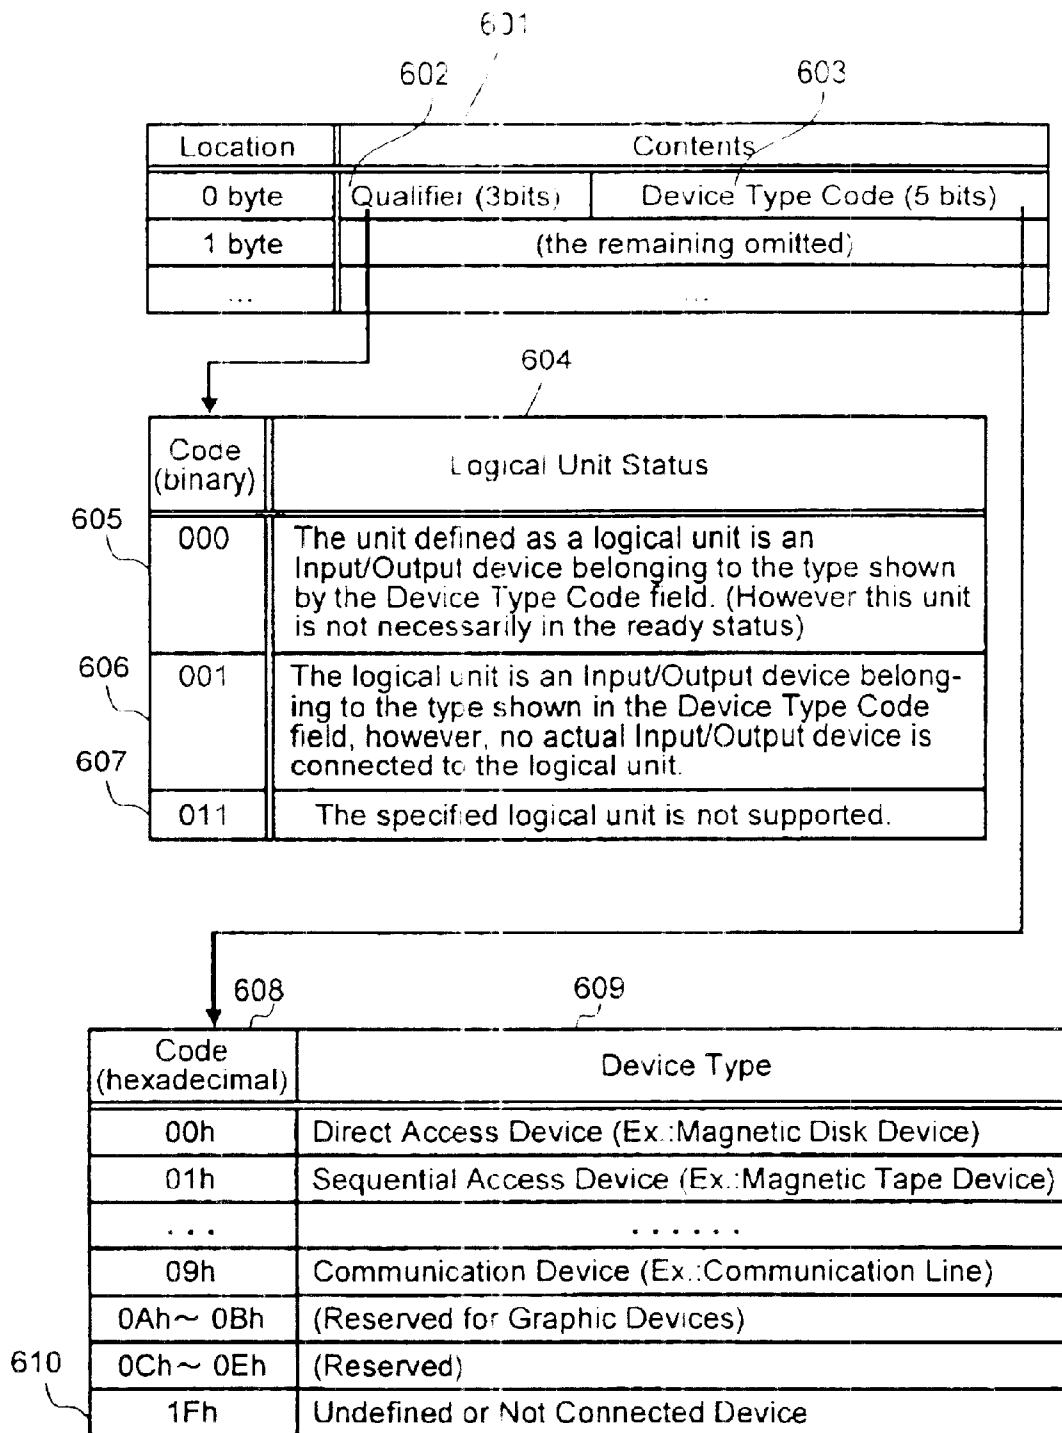 601
602
603
Location Contents
0 byte Qualifier (3bits) Device Type Code (5 bits)
1 byte (the remaining omitted)
... ...
604
Code
(binary)
Logical Unit Status
605
000 The unit defined as a logical unit is an
Input/Output device belonging to the type shown
by the Device Type Code field. (However this unit
is not necessarily in the ready status)
606
001 The logical unit is an Input/Output device belong-
ing to the type shown in the Device Type Code
field, however, no actual Input/Output device is
connected to the logical unit.
607
011 The specified logical unit is not supported.
608
609
Code
(hexadecimal)
Device Type
00h Direct Access Device (Ex.:Magnetic Disk Device)
01h Sequential Access Device (Ex.:Magnetic Tape Device)
... ......
09h Communication Device (Ex.:Communication Line)
0Ah~ 0Bh (Reserved for Graphic Devices)
0Ch~ 0Eh (Reserved)
610
1Fh Undefined or Not Connected Device